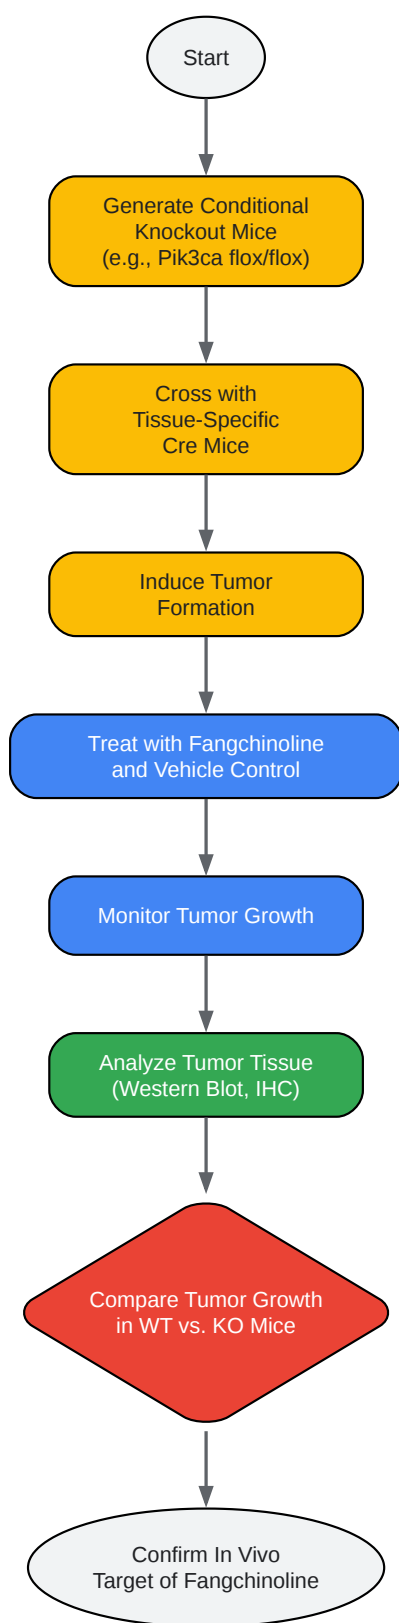 Start
Generate Conditional
Knockout Mice
(e.g., Pik3ca flox/flox)
Cross with
Tissue-Specific
Cre Mice
Induce Tumor
Formation
Treat with Fangchinoline
and Vehicle Control
Monitor Tumor Growth
Analyze Tumor Tissue
(Western Blot, IHC)
Compare Tumor Growth
in WT vs. KO Mice
Confirm In Vivo
Target of Fangchinoline